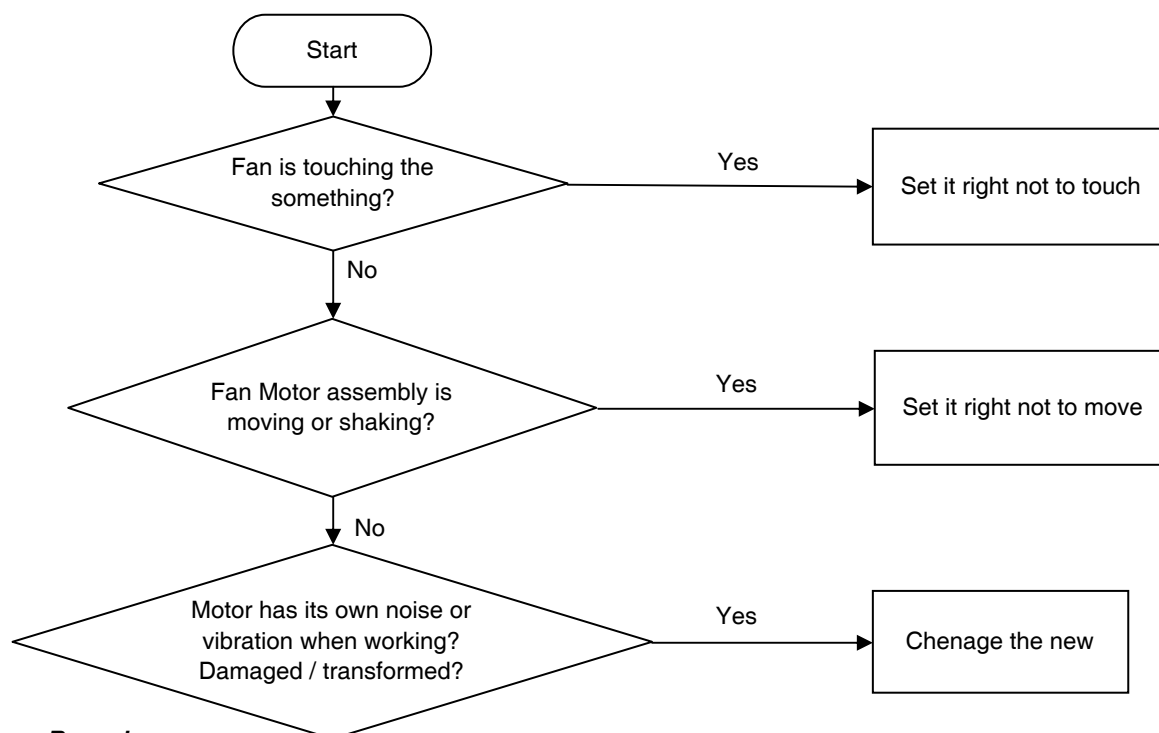 Start
Fan is touching the
something?
Yes
Set it right not to touch
No
Fan Motor assembly is
moving or shaking?
Yes
Set it right not to move
No
Motor has its own noise or
vibration when working?
Damaged / transformed?
Yes
Chenage the new